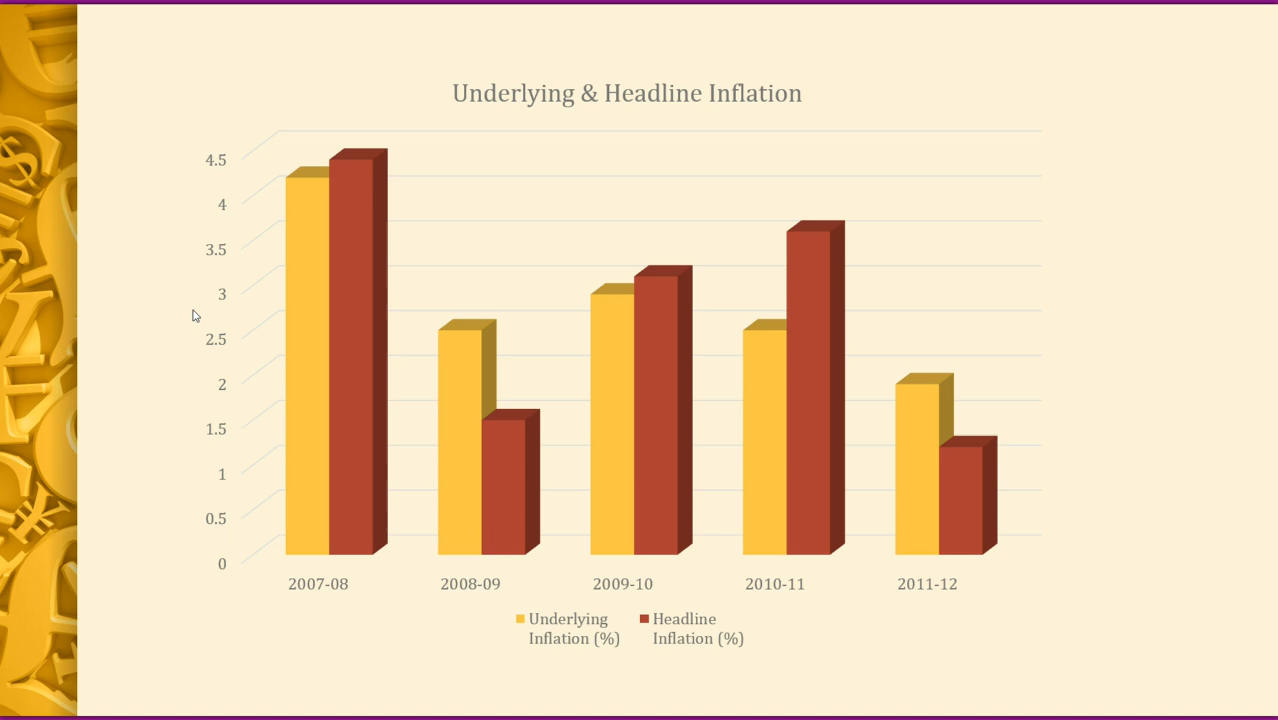 Underlying & Headline Inflation
4.5
4
3.5
3
2.5
2
1.5
1
0.5
0
2007-08 2008-09 2009-10 2010-11 2011-12
Underlying Inflation (%)
Headline Inflation (%)